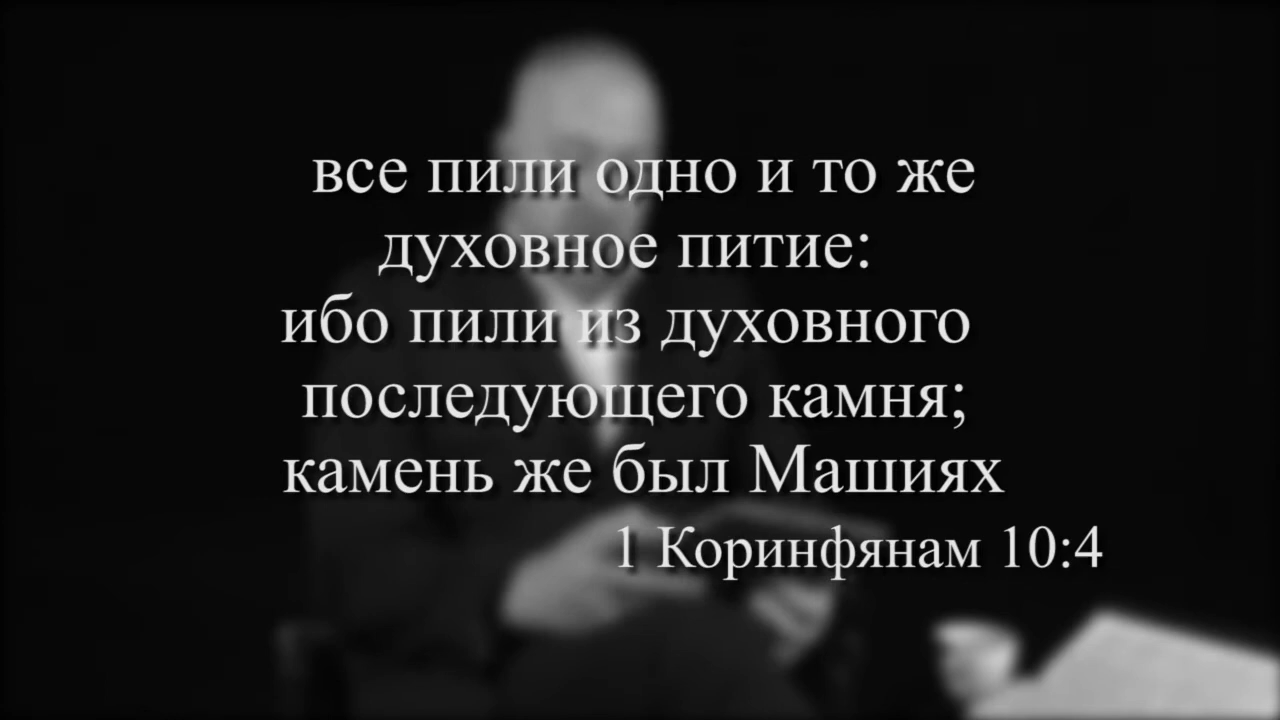 все пили одно и то же
духовное питие:
ибо пили из духовного
последующего камня;
камень же был Машиях
1 Коринфянам 10:4